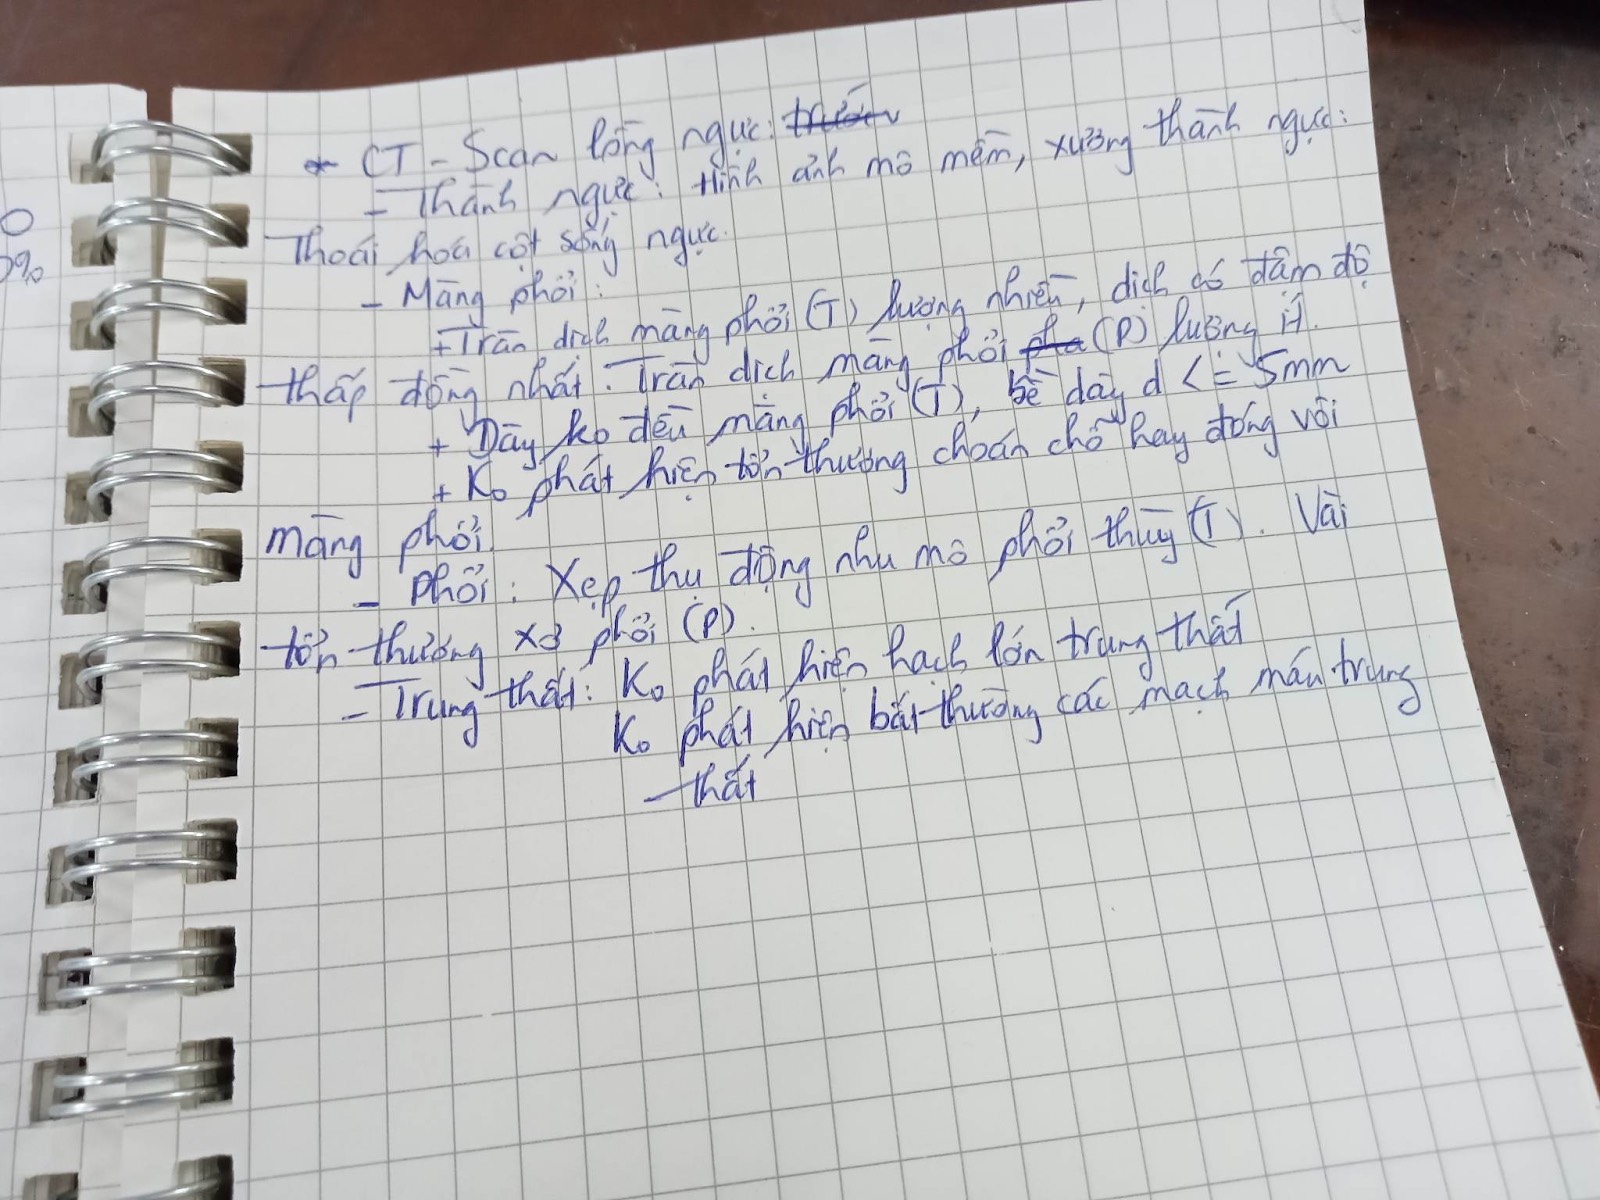 * CT-Scan lồng ngực:
- Thành ngực: Hình ảnh mô mềm, xương thành ngực:
Thoái hoá cột sống ngực.
- Màng phổi:
+ Tràn dịch màng phổi (T) lượng nhiều, dịch có đậm độ
thấp đồng nhất. Tràn dịch màng phổi (P) lượng ít.
+ Dày ko đều màng phổi (T), bề dày d <= 5mm
+ Ko phát hiện tổn thương choán chỗ hay đóng vôi
màng phổi.
- Phổi: Xẹp thụ động nhu mô phổi thùy (T). Vài
tổn thương xơ phổi (P).
- Trung thất: Ko phát hiện hạch lớn trung thất
Ko phát hiện bất thường các mạch máu trung
thất
0
0%